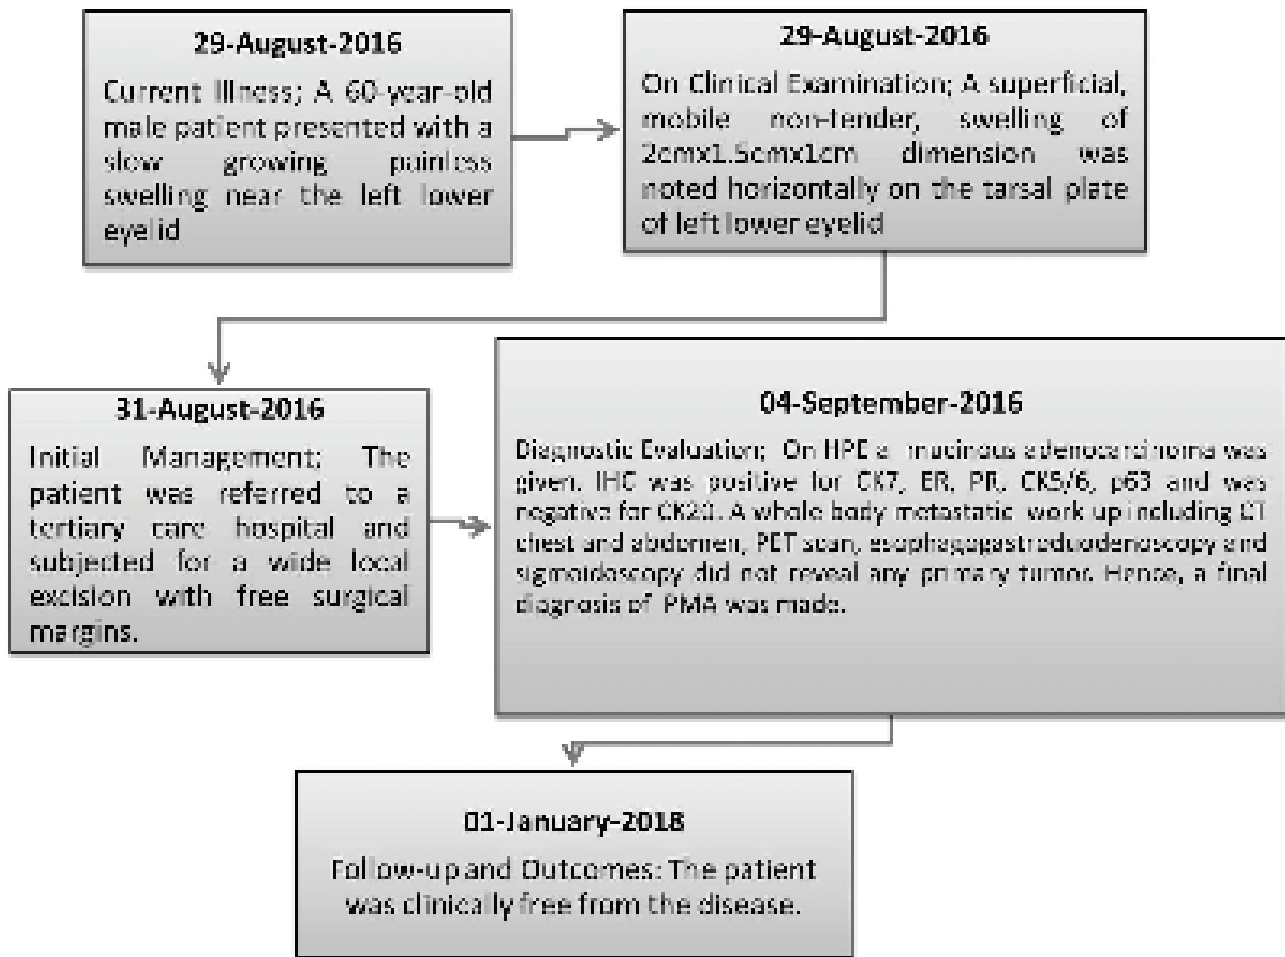 29-August-2016
Current Illness; A 60-year-old
male patient presented with a
slow growing painless
swelling near the left lower
eyelid
29-August-2016
On Clinical Examination; A superficial,
mobile non-tender, swelling of
2cmx1.5cmx1cm dimension was
noted horizontally on the tarsal plate
of left lower eyelid
31-August-2016
Initial Management; The
patient was referred to a
tertiary care hospital and
subjected for a wide local
excision with free surgical
margins.
04-September-2016
Diagnostic Evaluation; On HPE a mucinous adenocarcinoma was
given. IHC was positive for CK7, ER, PR, CK5/6, p63 and was
negative for CK20. A whole body metastatic work up including CT
chest and abdomen, PET scan, esophagogastroduodenoscopy and
sigmoidoscopy did not reveal any primary tumor. Hence, a final
diagnosis of PMA was made.
01-January-2018
Follow-up and Outcomes: The patient
was clinically free from the disease.